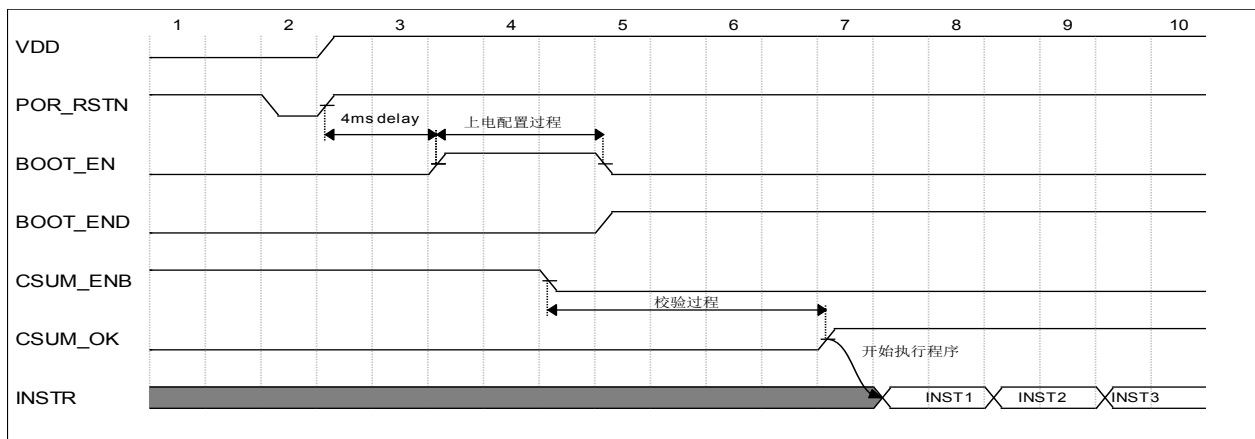 1 2 3 4 5 6 7 8 9 10
VDD
POR_RSTN
4ms delay
上电配置过程
BOOT_EN
BOOT_END
CSUM_ENB
校验过程
CSUM_OK
开始执行程序
INSTR
INST1 INST2 INST3